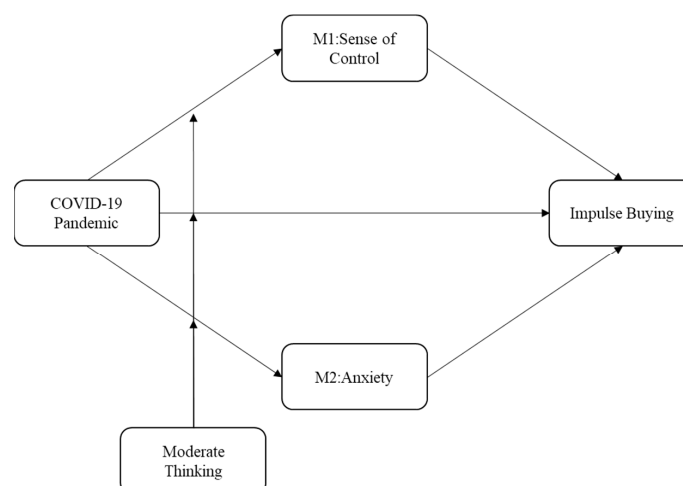 M1:Sense of
Control
COVID-19
Pandemic
Impulse Buying
M2:Anxiety
Moderate
Thinking